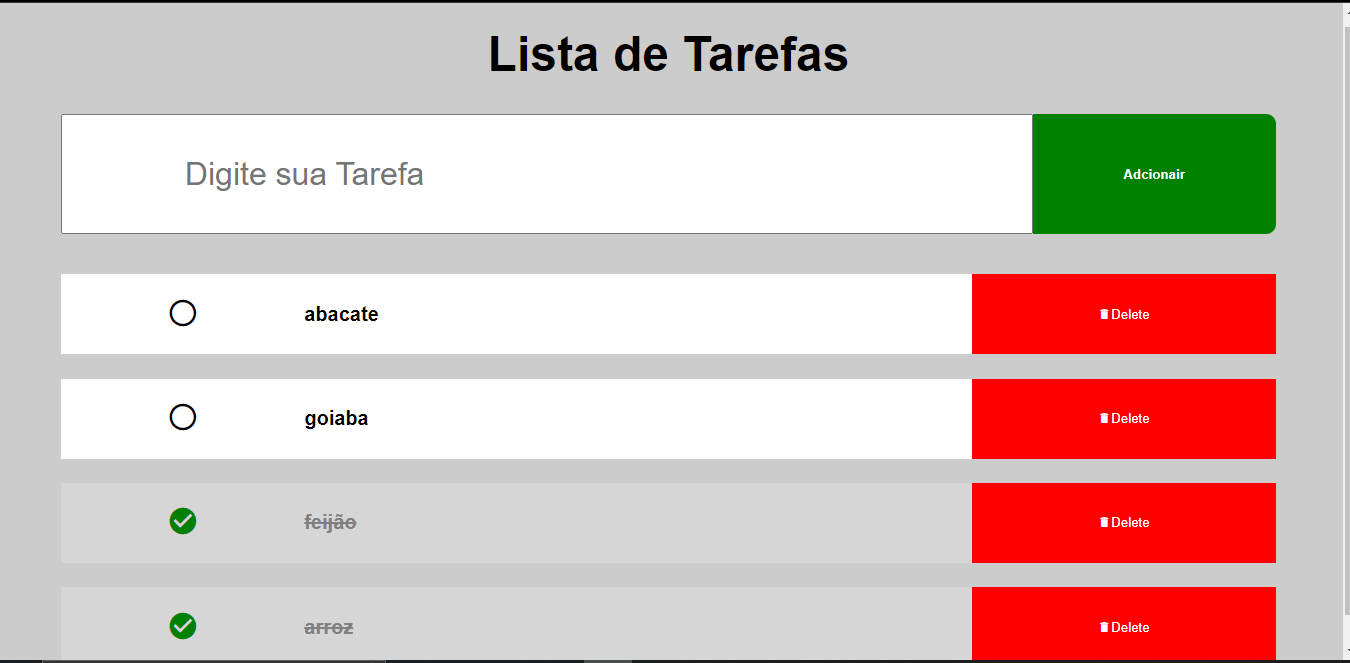 Lista de Tarefas
Digite sua Tarefa
Adcionair
abacate
Delete
goiaba
Delete
feijão
Delete
arroz
Delete